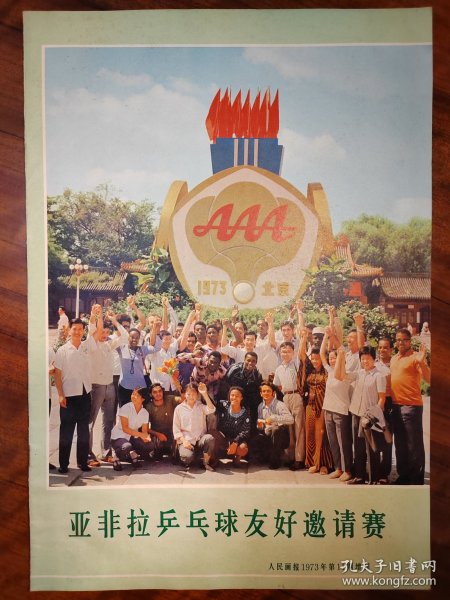 AAA
1973 北京
亚非拉乒乓球友好邀请赛
人民画报1973年第1
孔夫子旧书网
kongfz.com